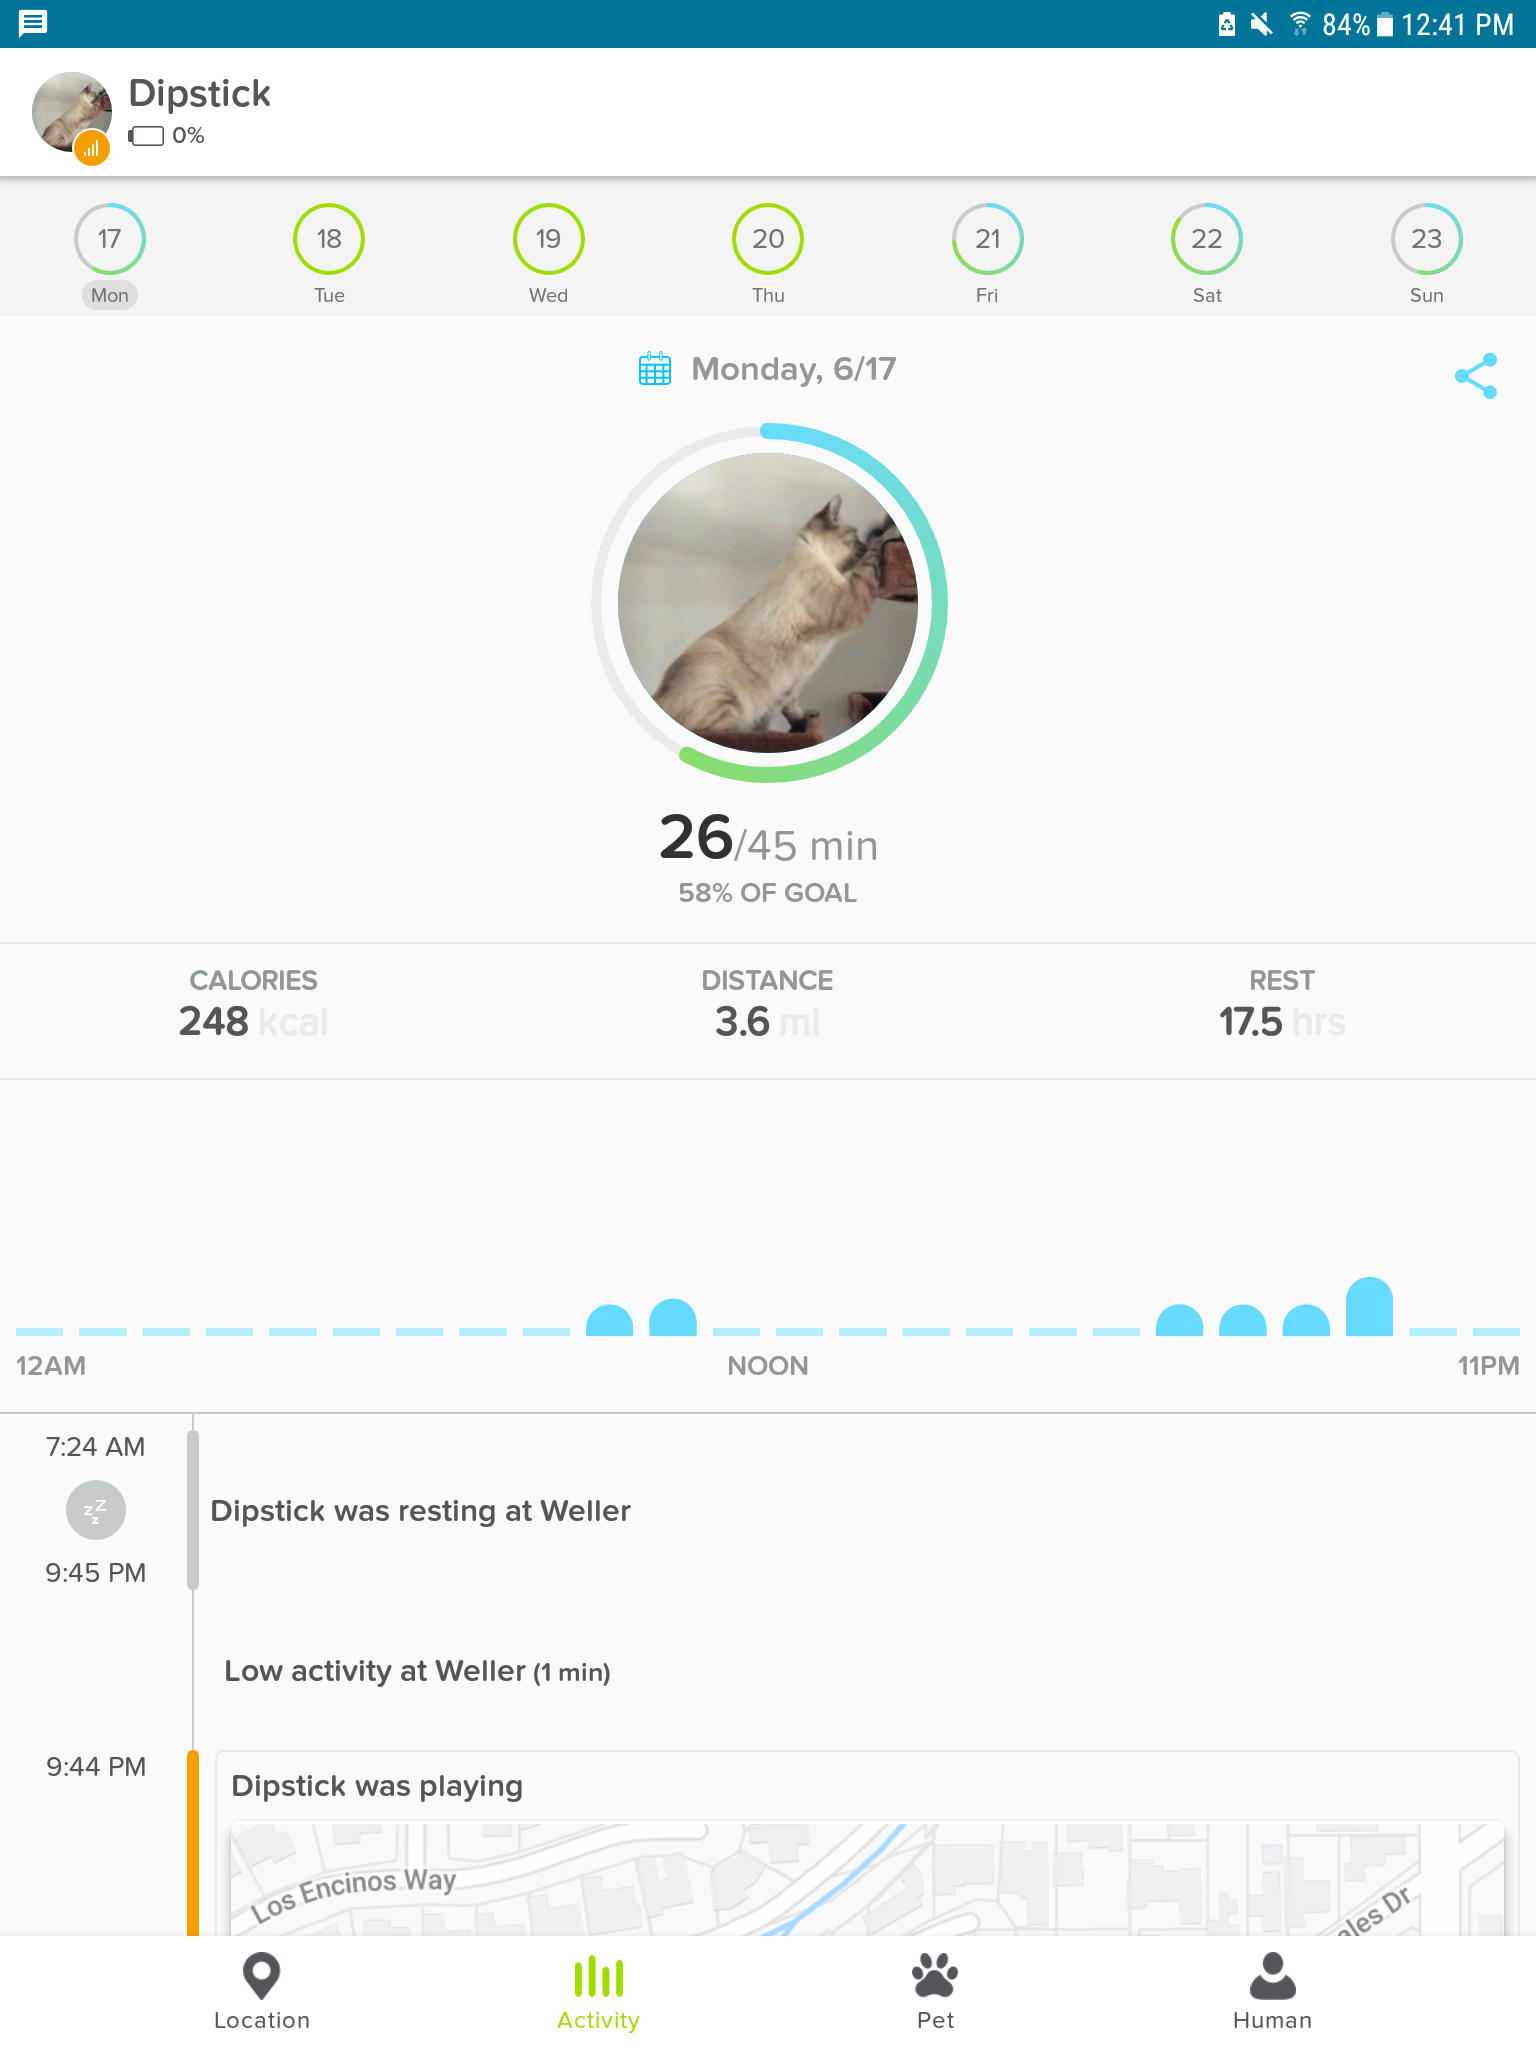 84% 12:41 PM
Dipstick
0%
17 18 19 20 21 22 23
Mon Tue Wed Thu Fri Sat Sun
Monday, 6/17
26/45 min
58% OF GOAL
CALORIES DISTANCE REST
248 kcal 3.6 mi 17.5 hrs
12AM NOON 11PM
7:24 AM
zzz
Dipstick was resting at Weller
9:45 PM
Low activity at Weller (1 min)
9:44 PM
Dipstick was playing
Los Encinos Way
ales Dr
Location Activity Pet Human